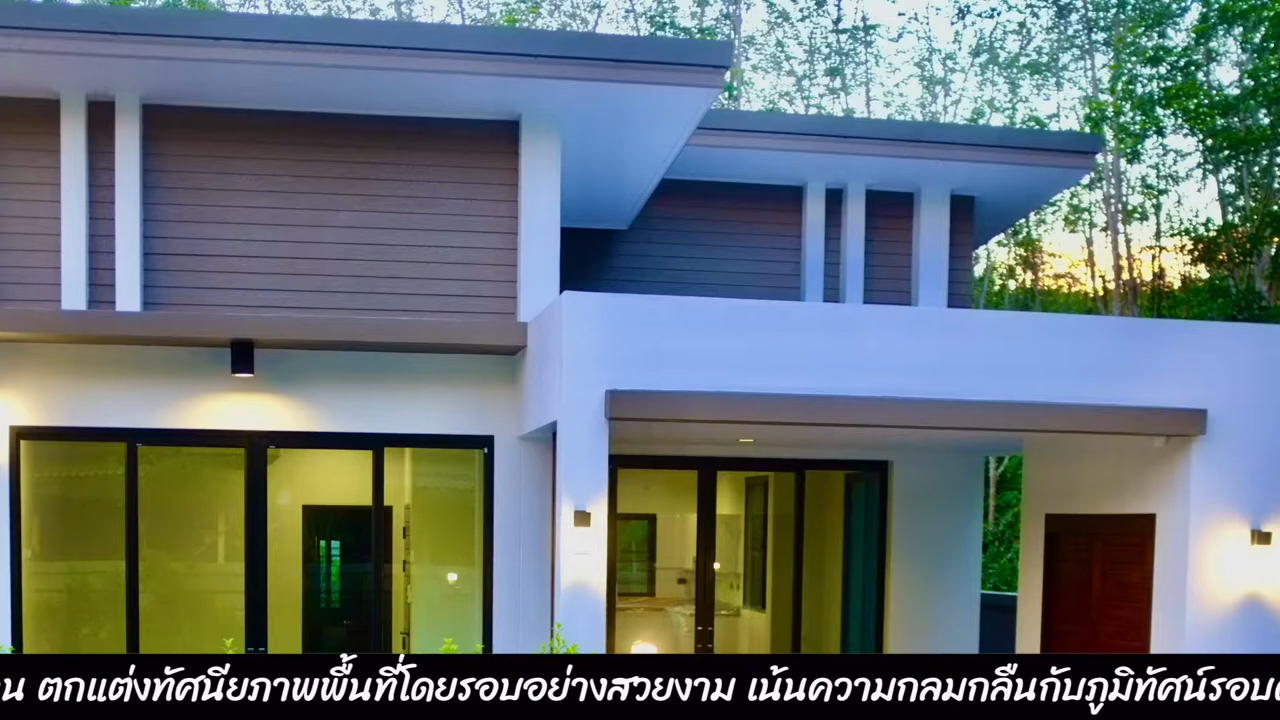 น ตกแต่งทัศนียภาพพื้นที่โดยรอบอย่างสวยงาม เน้นความกลมกลืนกับภูมิทัศน์รอบ